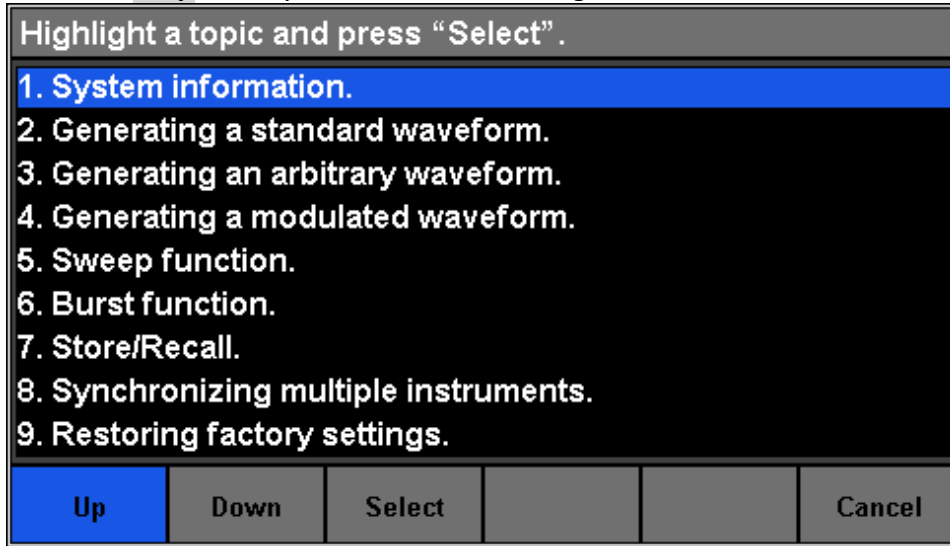 Highlight a topic and press “Select”.
1. System information.
2. Generating a standard waveform.
3. Generating an arbitrary waveform.
4. Generating a modulated waveform.
5. Sweep function.
6. Burst function.
7. Store/Recall.
8. Synchronizing multiple instruments.
9. Restoring factory settings.
Up Down Select Cancel